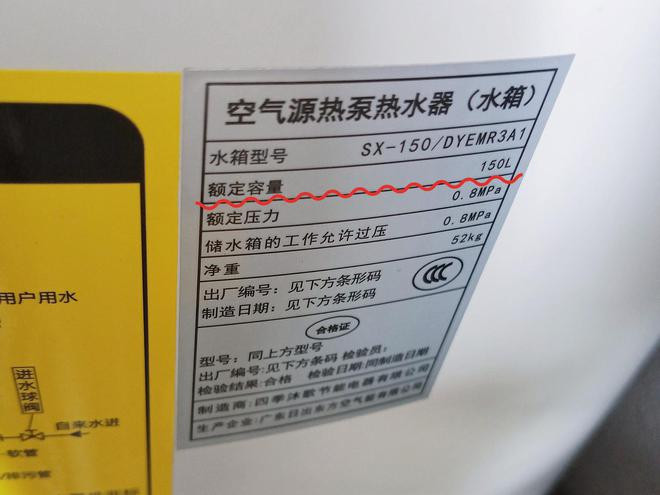 空气源热泵热水器（水箱）
水箱型号 SX-150/DYEMR3A1
额定容量 150L
额定压力 0.8MPa
储水箱的工作允许过压 0.8MPa
净重 52kg
出厂编号：见下方条形码
制造日期：见下方条形码
CCC
合格证
型号：同上方型号
出厂编号：见下方条码 检验员：
检验结果：合格 检验日期：同制造日期
制造商：四季沐歌节能电器有限公司
生产企业：广东日出东方空气能有限公司
用户用水
进水球阀
自来水进
软管
/排污管